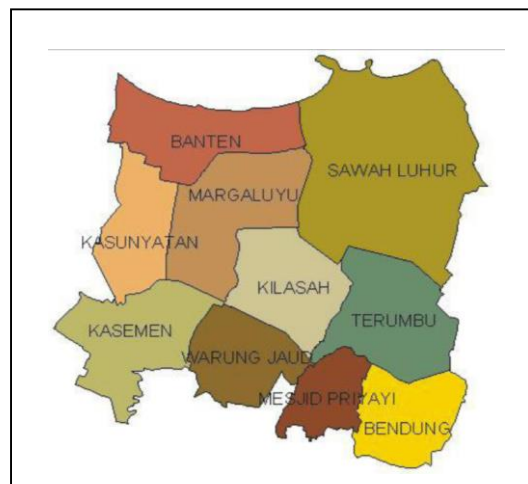 BANTEN
SAWAH LUHUR
MARGALUYU
KASUNYATAN
KILASAH
TERUMBU
KASEMEN
WARUNG JAUD
MESJID PRIYAYI
BENDUNG